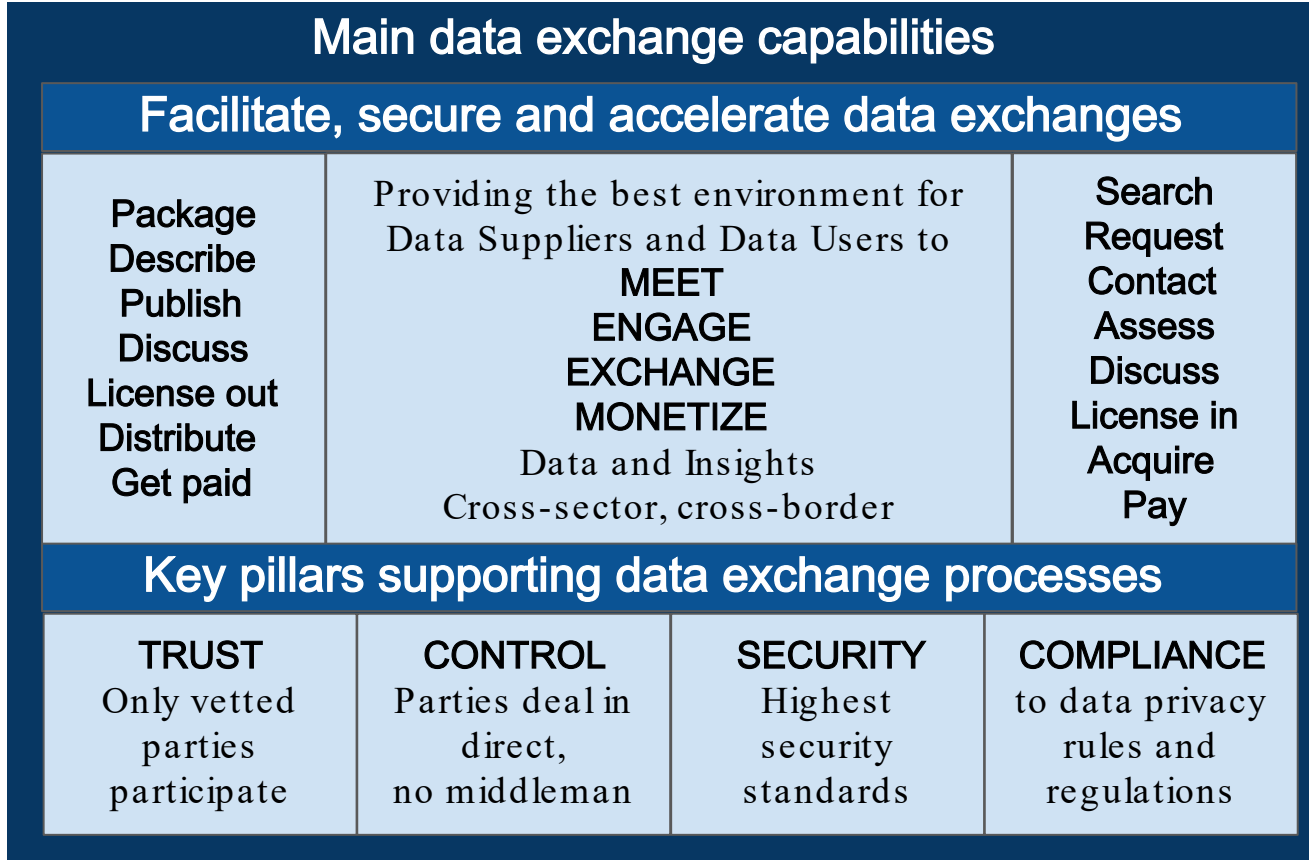 Main data exchange capabilities
Facilitate, secure and accelerate data exchanges
Package
Describe
Publish
Discuss
License out
Distribute
Get paid
Providing the best environment for
Data Suppliers and Data Users to
MEET
ENGAGE
EXCHANGE
MONETIZE
Data and Insights
Cross-sector, cross-border
Search
Request
Contact
Assess
Discuss
License in
Acquire
Pay
Key pillars supporting data exchange processes
TRUST
Only vetted
parties
participate
CONTROL
Parties deal in
direct,
no middleman
SECURITY
Highest
security
standards
COMPLIANCE
to data privacy
rules and
regulations